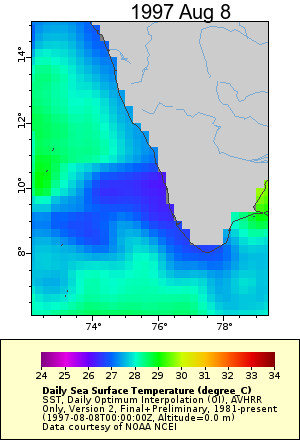 1997 Aug 8
14°
12°
10°
8°
74° 76° 78°
24 25 26 27 28 29 30 31 32 33 34
Daily Sea Surface Temperature (degree_C)
SST, Daily Optimum Interpolation (OI), AVHRR
Only, Version 2, Final+Preliminary, 1981-present
(1997-08-08T00:00:00Z, Altitude=0.0 m)
Data courtesy of NOAA NCEI